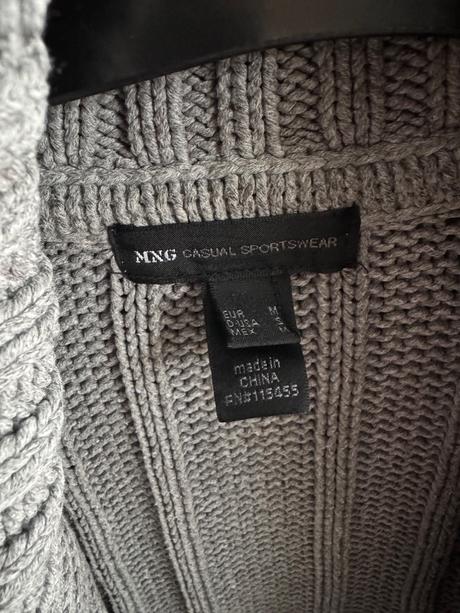 MNG CASUAL SPORTSWEAR
EUR M
D-USA S
MEX M
made in
CHINA
RN#115455